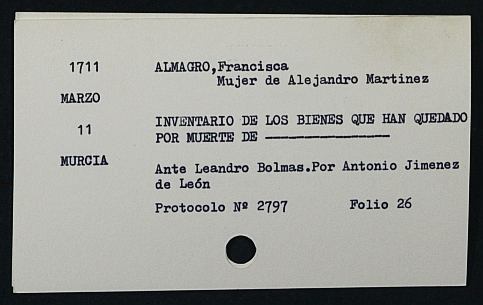 1711 ALMAGRO,Francisca
Mujer de Alejandro Martinez
MARZO
11 INVENTARIO DE LOS BIENES QUE HAN QUEDADO
POR MUERTE DE ————————
MURCIA
Ante Leandro Bolmas.Por Antonio Jimenez
de León
Protocolo Nº 2797 Folio 26